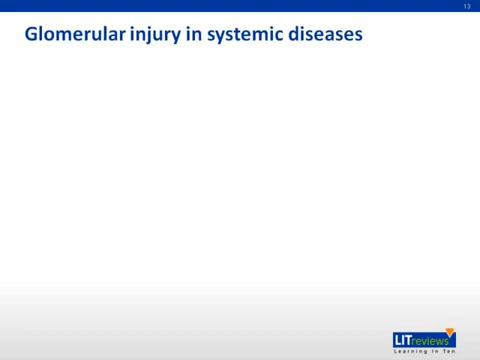 13
Glomerular injury in systemic diseases
LITreviews
Learning In Ten